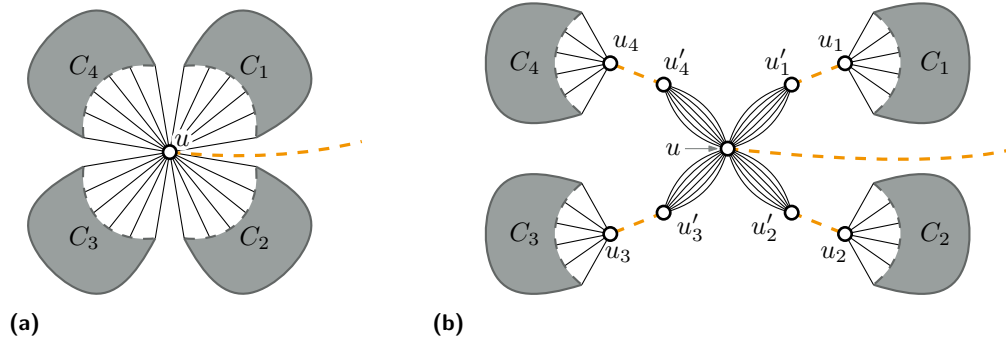 C₄ C₁
u
C₃ C₂
(a)
u₄ u₁
C₄ u′₄ u′₁ C₁
u
C₃ u₃ u′₃ u′₂ u₂ C₂
(b)